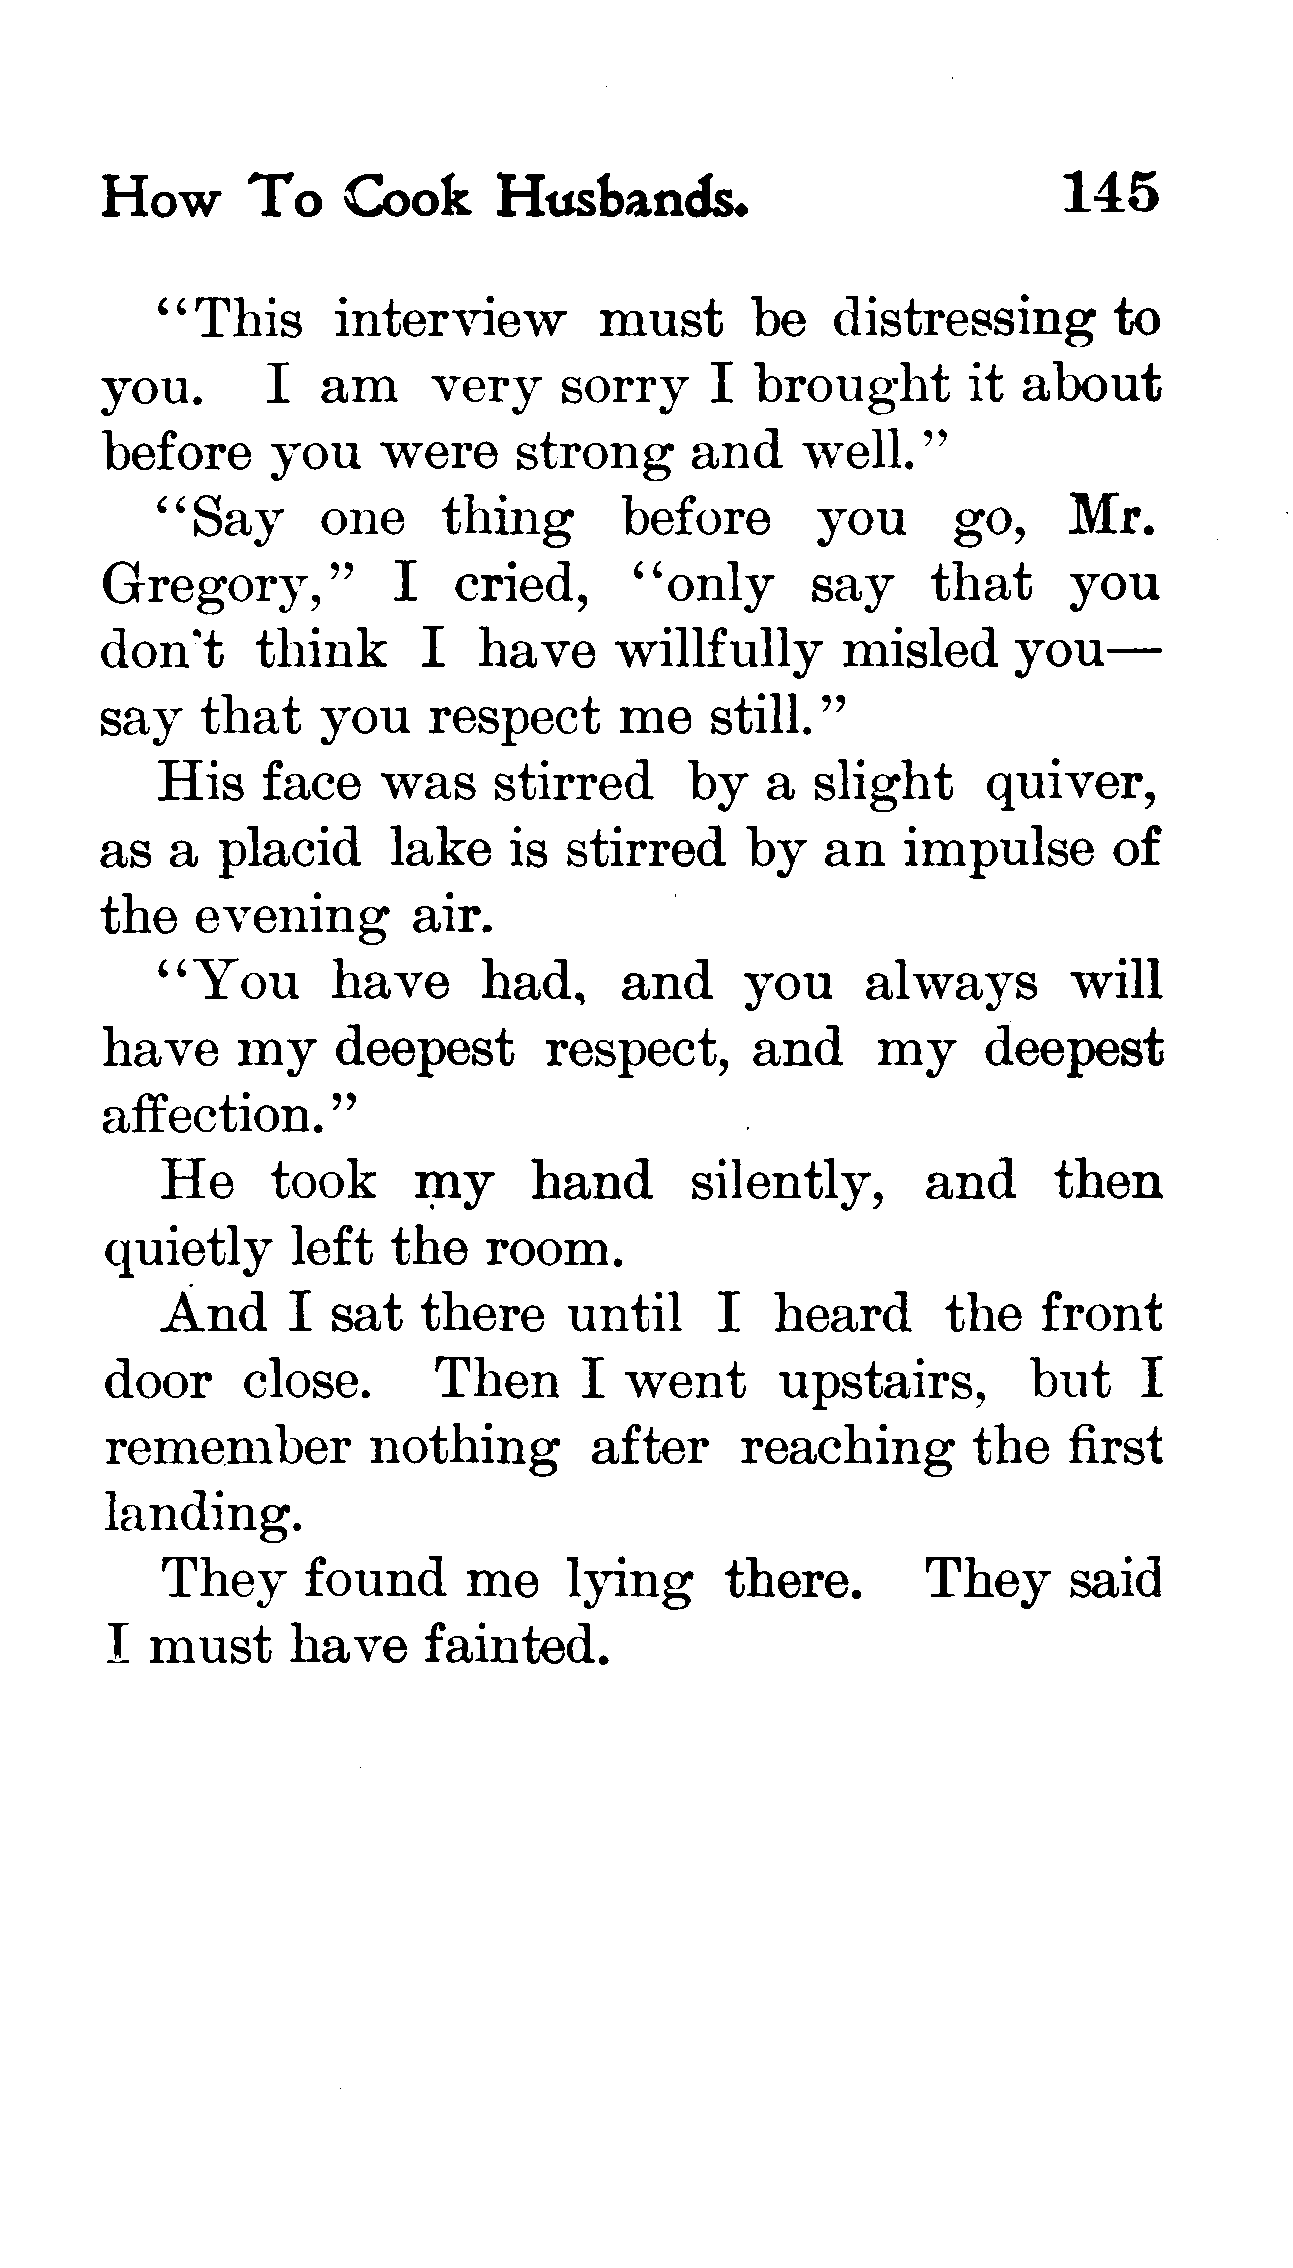 How To Cook Husbands. 145
"This interview must be distressing to
you. I am very sorry I brought it about
before you were strong and well."
"Say one thing before you go, Mr.
Gregory," I cried, "only say that you
don't think I have willfully misled you—
say that you respect me still."
His face was stirred by a slight quiver,
as a placid lake is stirred by an impulse of
the evening air.
"You have had, and you always will
have my deepest respect, and my deepest
affection."
He took my hand silently, and then
quietly left the room.
And I sat there until I heard the front
door close. Then I went upstairs, but I
remember nothing after reaching the first
landing.
They found me lying there. They said
I must have fainted.